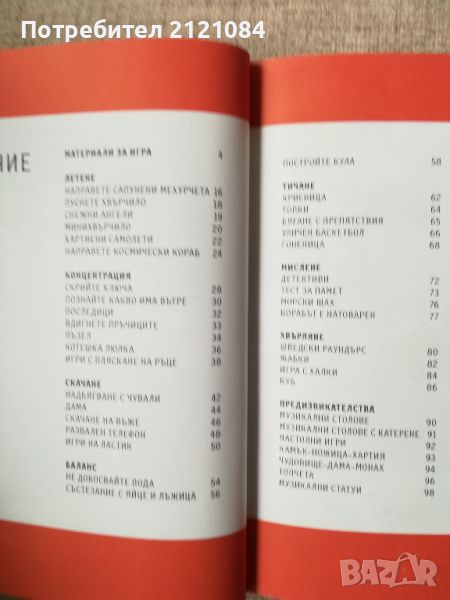 Потребител 2121084
НИЕ
МАТЕРИАЛИ ЗА ИГРА 4
ЛЕТЕНЕ
НАПРАВЕТЕ САПУНЕНИ МЕХУРЧЕТА 16
ПУСНЕТЕ ХВЪРЧИЛО 18
СНЕЖНИ АНГЕЛИ 19
МИНИХВЪРЧИЛО 20
ХАРТИЕНИ САМОЛЕТИ 22
НАПРАВЕТЕ КОСМИЧЕСКИ КОРАБ 24
КОНЦЕНТРАЦИЯ
СКРИЙТЕ КЛЮЧА 28
ПОЗНАЙТЕ КАКВО ИМА ВЪТРЕ 30
ПОСЛЕДИЦИ 32
ВДИГНЕТЕ ПРЪЧИЦИТЕ 33
ПЪЗЕЛ 34
КОТЕШКА ЛЮЛКА 36
ИГРИ С ПЛЯСКАНЕ НА РЪЦЕ 38
СКАЧАНЕ
НАДБЯГВАНЕ С ЧУВАЛИ 42
ДАМА 44
СКАЧАНЕ НА ВЪЖЕ 46
РАЗВАЛЕН ТЕЛЕФОН 48
ИГРИ НА ЛАСТИК 50
БАЛАНС
НЕ ДОКОСВАЙТЕ ПОДА 54
СЪСТЕЗАНИЕ С ЯЙЦЕ И ЛЪЖИЦА 56
ПОСТРОЙТЕ КУЛА 58
ТИЧАНЕ
КРИЕНИЦА 62
ТОПКИ 64
БЯГАНЕ С ПРЕПЯТСТВИЯ 65
УЛИЧЕН БАСКЕТБОЛ 66
ГОНЕНИЦА 68
МИСЛЕНЕ
ДЕТЕКТИВИ 72
ТЕСТ ЗА ПАМЕТ 73
МОРСКИ ШАХ 76
КОРАБЪТ Е НАТОВАРЕН 77
ХВЪРЛЯНЕ
ШВЕДСКИ РАУНДЪРС 80
ЖАБКИ 82
ИГРА С ХАЛКИ 84
КУБ 86
ПРЕДИЗВИКАТЕЛСТВА
МУЗИКАЛНИ СТОЛОВЕ 90
МУЗИКАЛНИ СТОЛОВЕ С КАТЕРЕНЕ 91
НАСТОЛНИ ИГРИ 92
КАМЪК-НОЖИЦА-ХАРТИЯ 93
ЧУДОВИЩЕ-ДАМА-МОНАХ 94
ТОПЧЕТА 96
МУЗИКАЛНИ СТАТУИ 98
BAZAR